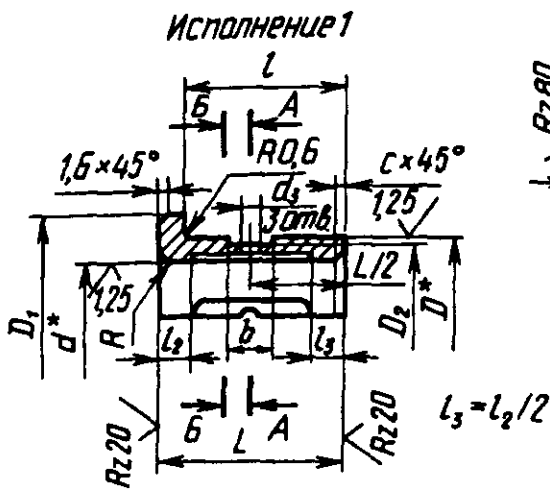 Исполнение 1
l
Б А
R0,6
1,6×45°
d₃
3 отв.
c×45°
1,25
Rz80
L/2
1,25
D₁
d*
R
l₂
b
l₃
D₂
D*
l₃=l₂/2
Б А
L
Rz20
Rz20